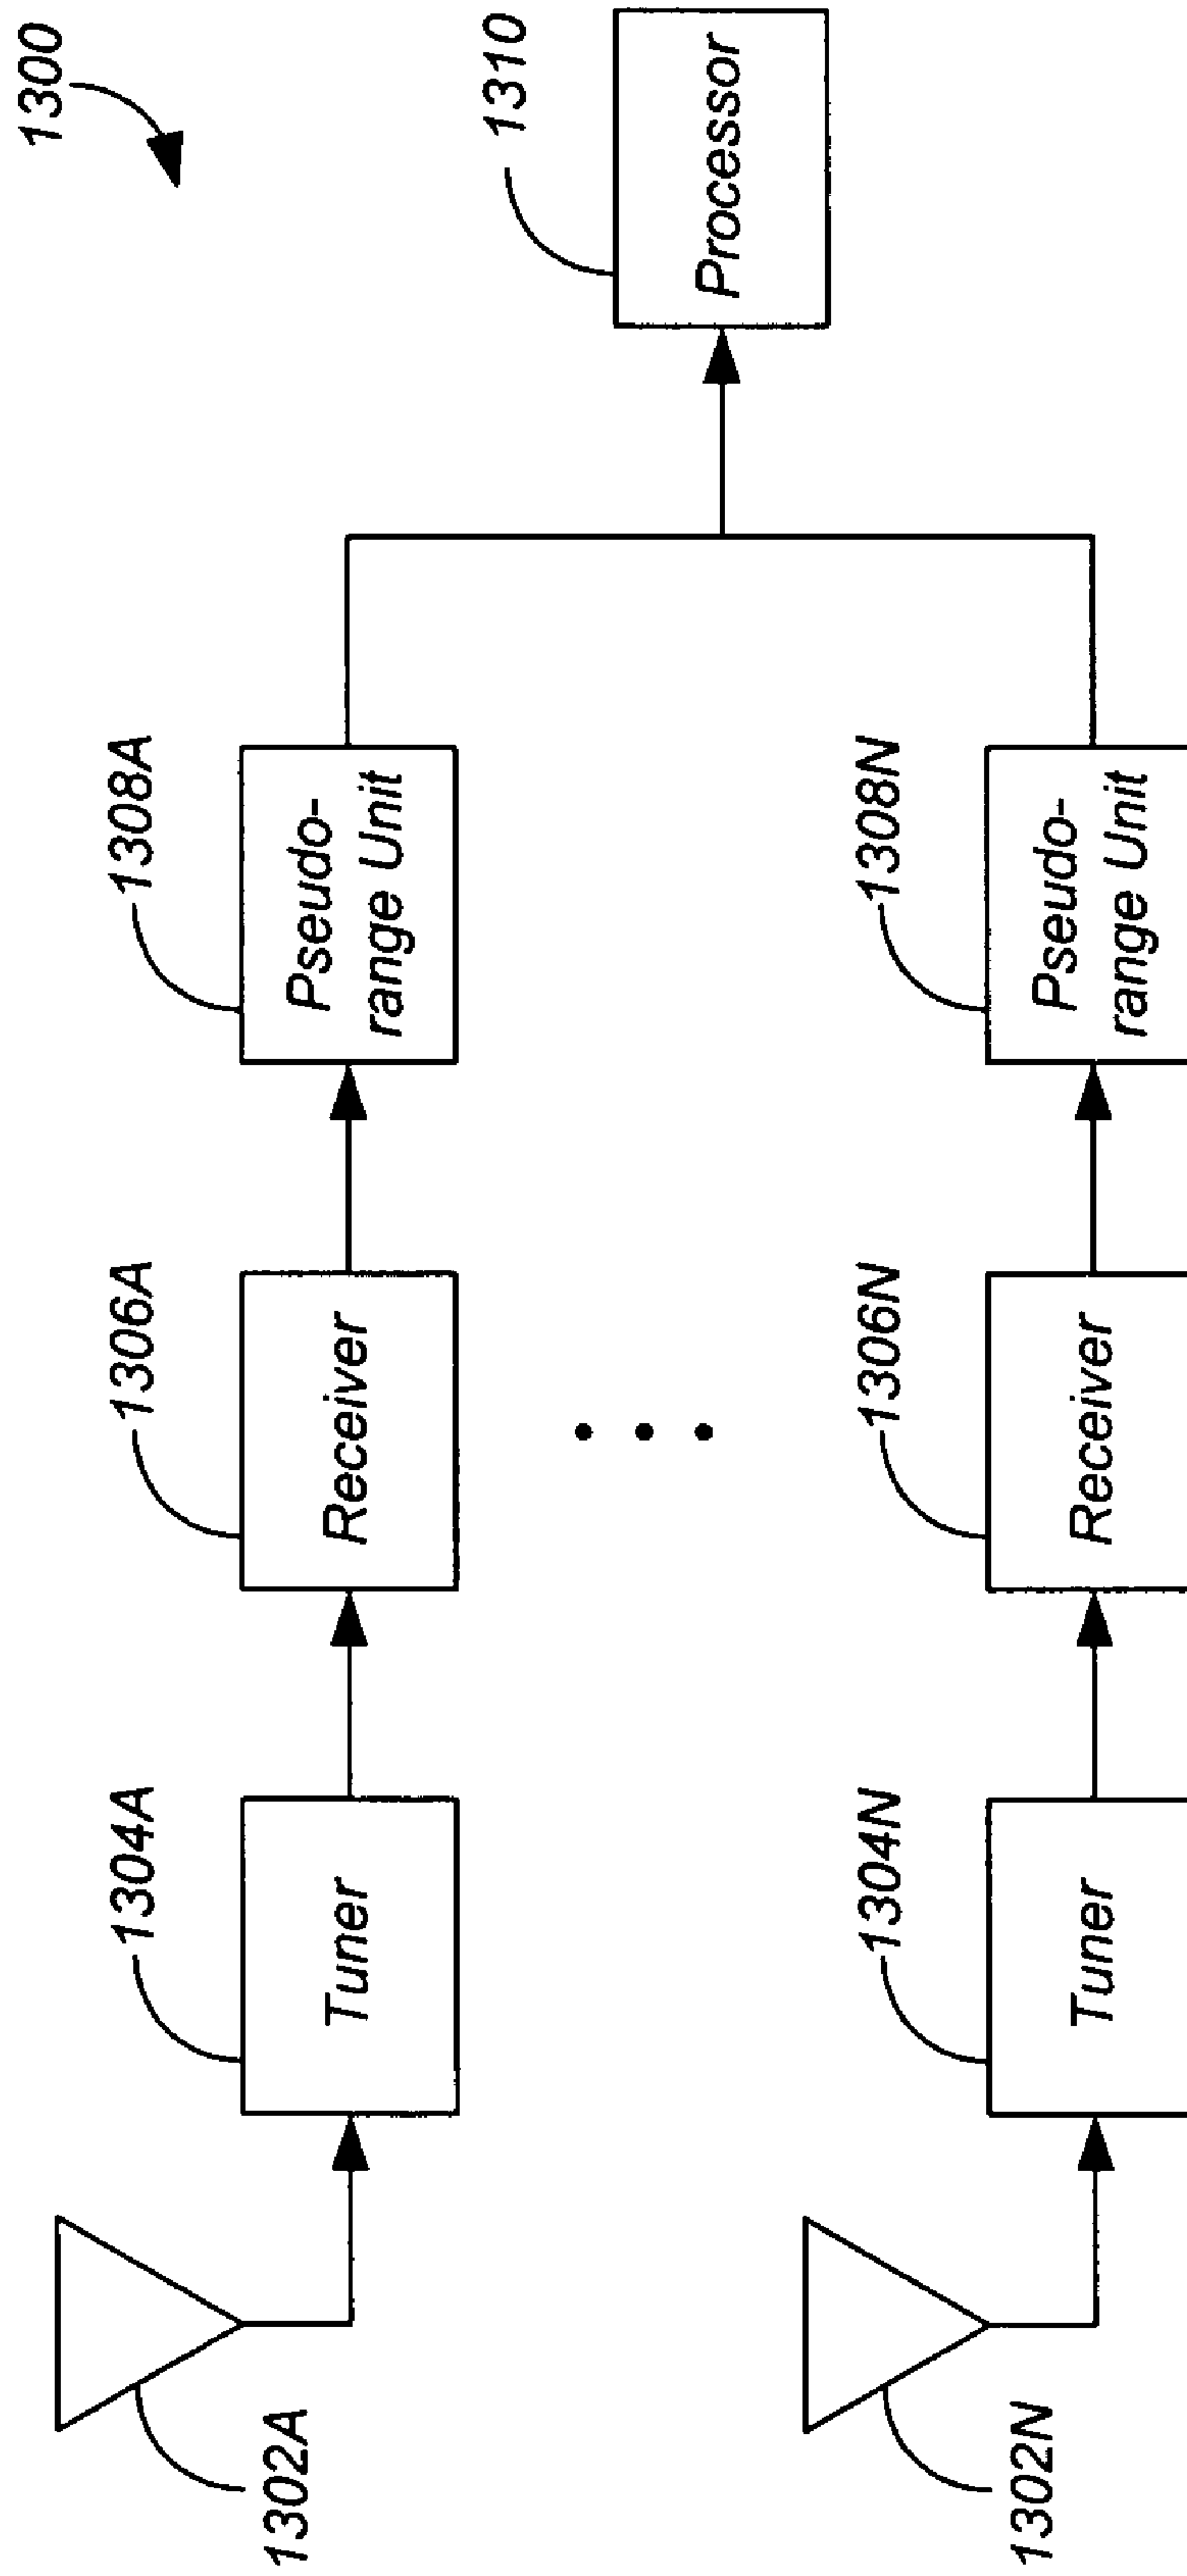 1300
1308A
1306A
1304A
1302A
Pseudo-
range Unit
Receiver
Tuner
1310
Processor
1308N
1306N
1304N
1302N
Pseudo-
range Unit
Receiver
Tuner